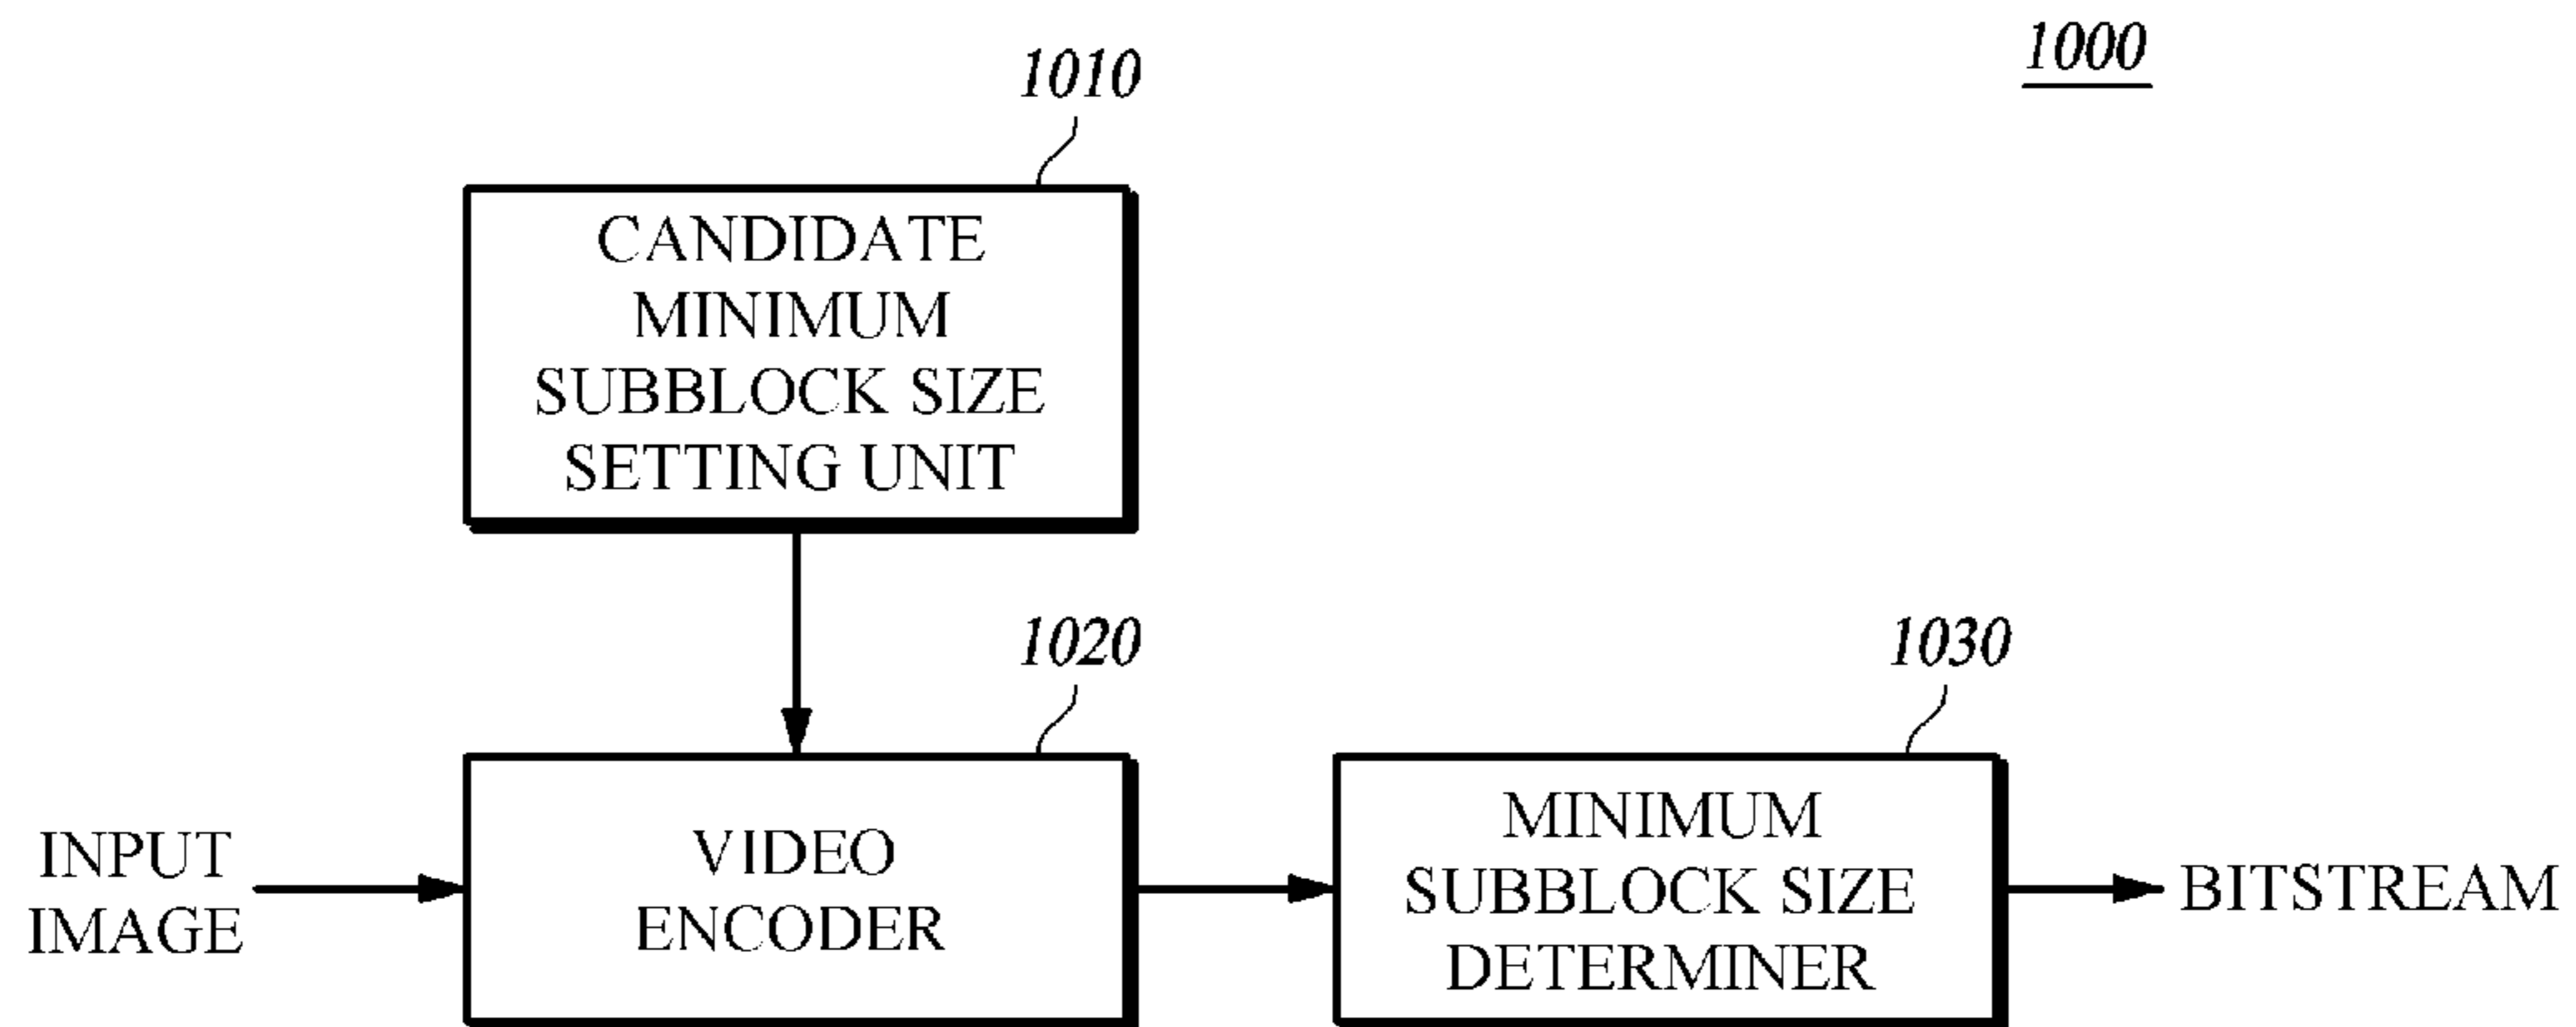 1000
1010
CANDIDATE
MINIMUM
SUBBLOCK SIZE
SETTING UNIT
1020
1030
INPUT
IMAGE
VIDEO
ENCODER
MINIMUM
SUBBLOCK SIZE
DETERMINER
BITSTREAM